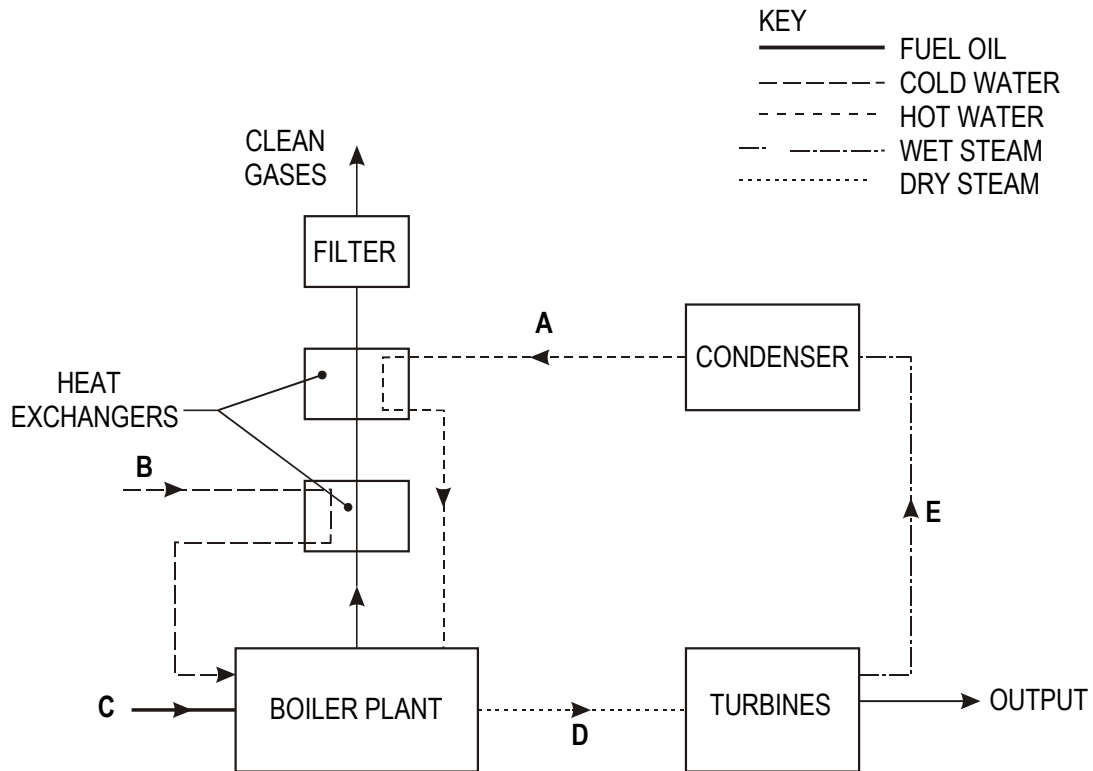 KEY
FUEL OIL
COLD WATER
HOT WATER
WET STEAM
DRY STEAM
CLEAN
GASES
FILTER
A
CONDENSER
HEAT
EXCHANGERS
B
E
C
BOILER PLANT
D
TURBINES
OUTPUT